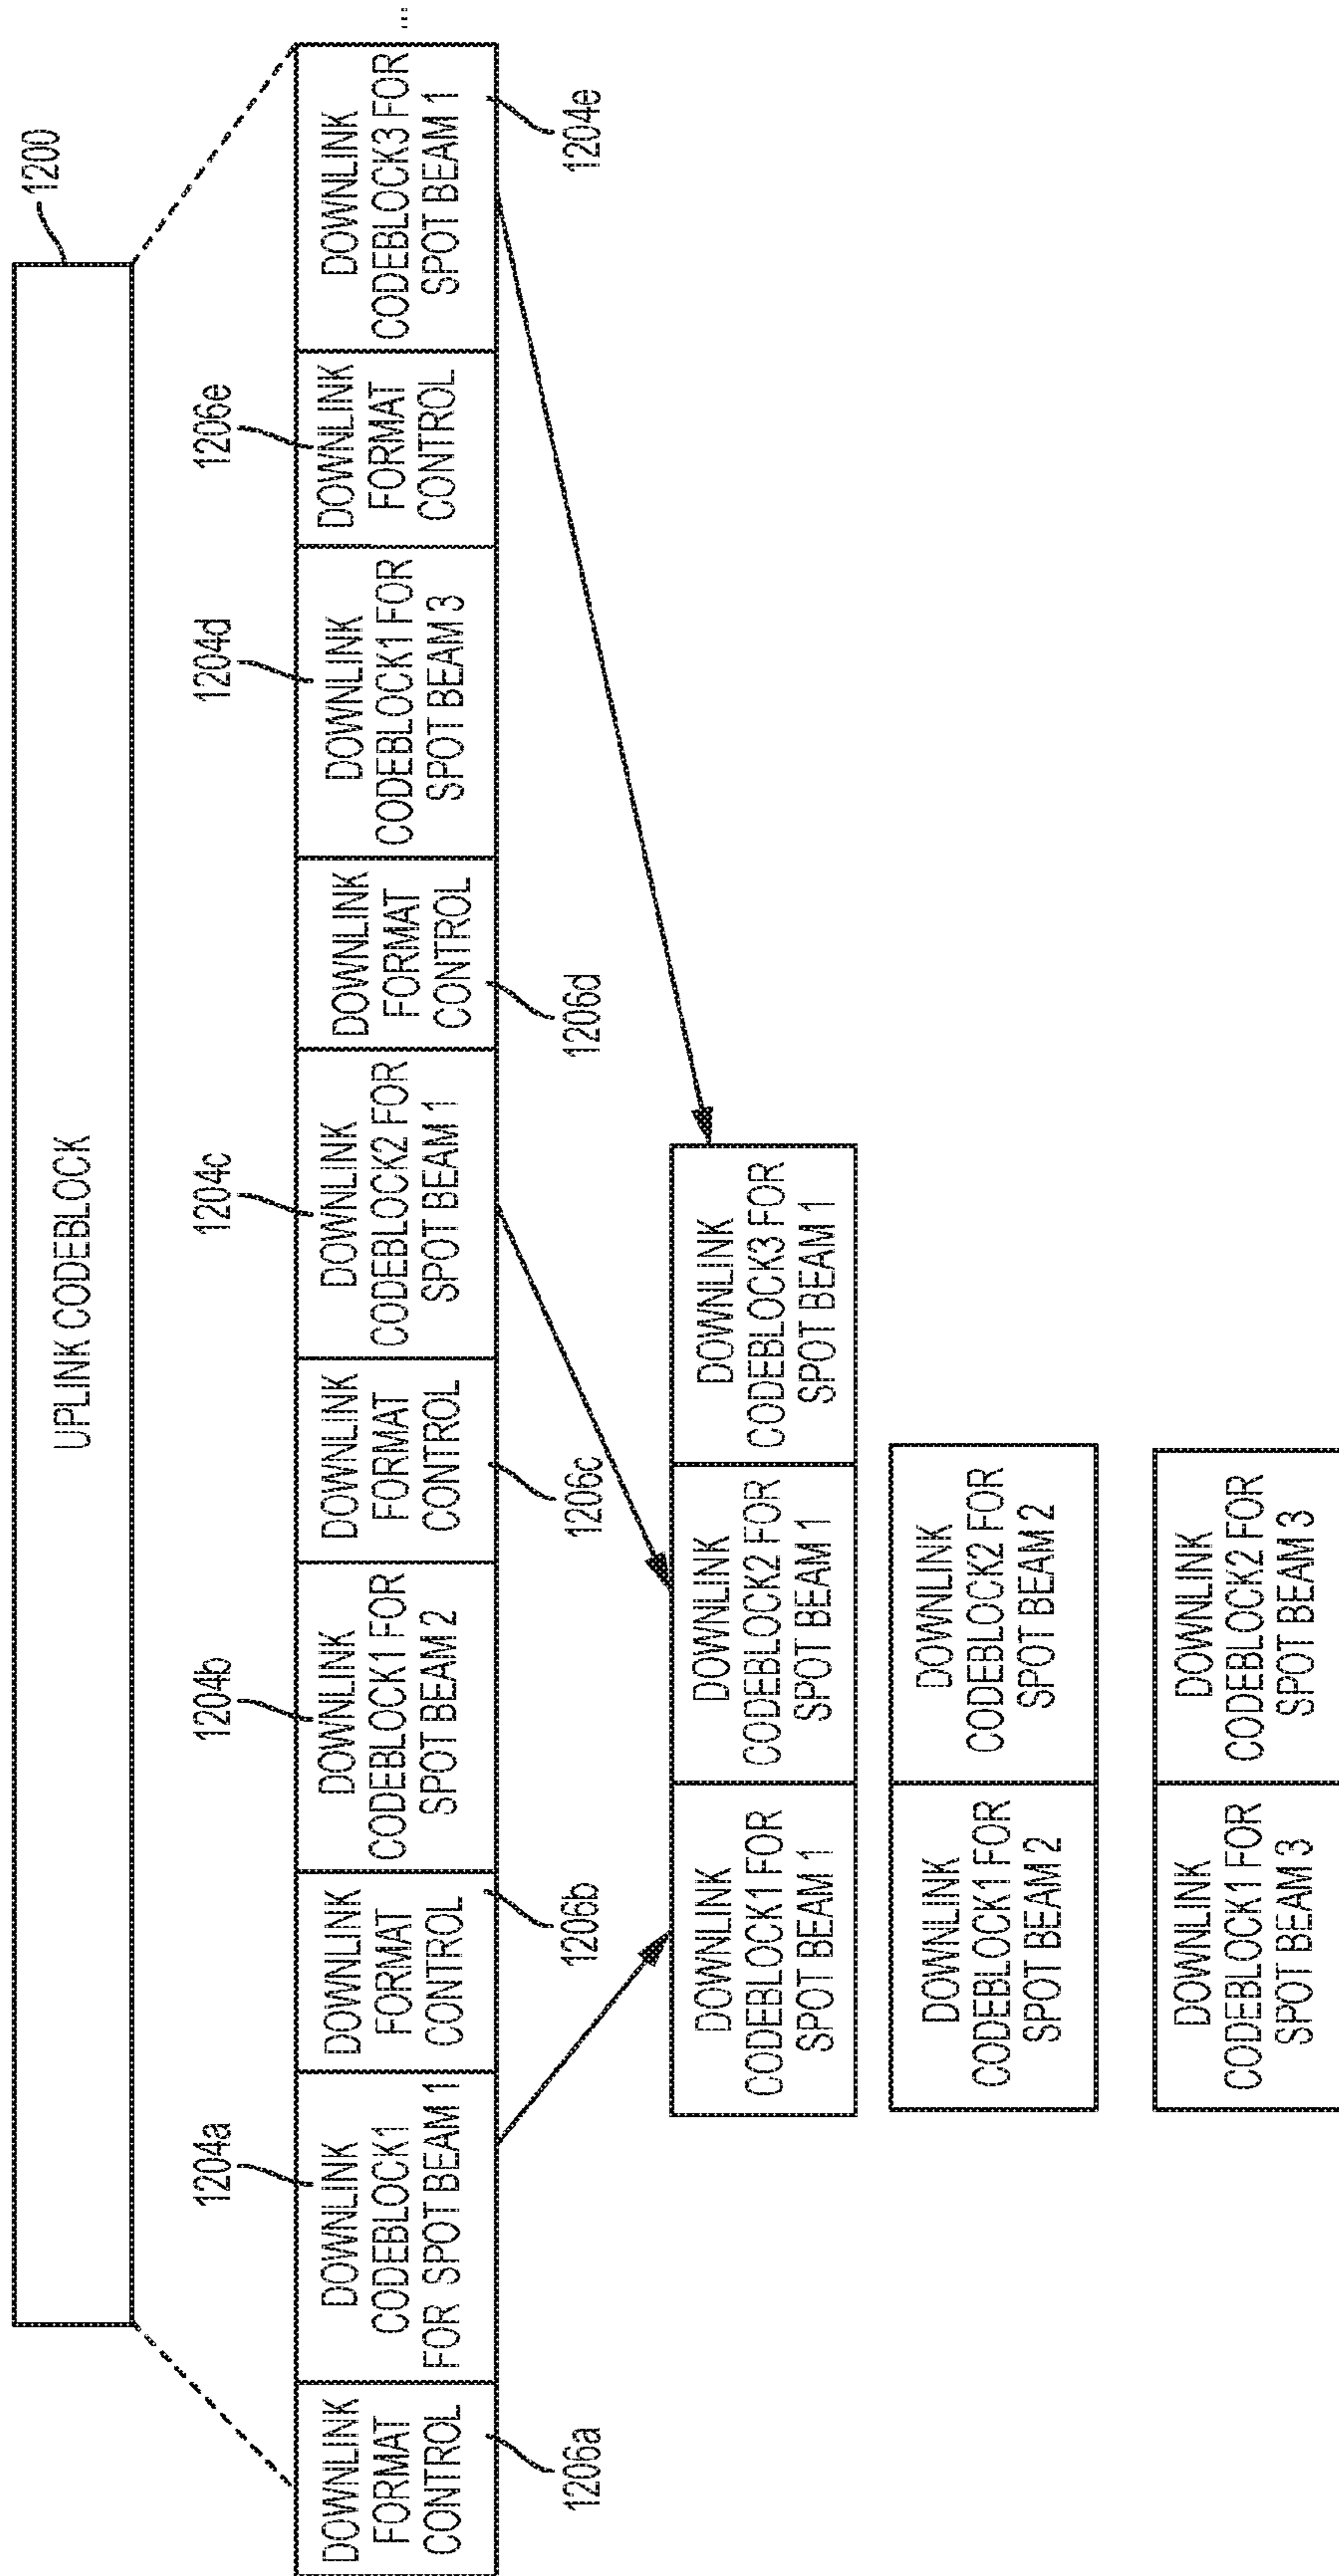 UPLINK CODEBLOCK
1200
1204a
1204b
1204c
1204d
1206e
DOWNLINK
FORMAT
CONTROL
DOWNLINK
CODEBLOCK1
FOR SPOT BEAM 1
DOWNLINK
FORMAT
CONTROL
DOWNLINK
CODEBLOCK1 FOR
SPOT BEAM 2
DOWNLINK
FORMAT
CONTROL
DOWNLINK
CODEBLOCK2 FOR
SPOT BEAM 1
DOWNLINK
FORMAT
CONTROL
DOWNLINK
CODEBLOCK1 FOR
SPOT BEAM 3
DOWNLINK
FORMAT
CONTROL
DOWNLINK
CODEBLOCK3 FOR
SPOT BEAM 1
...
1206a
1206b
1206c
1206d
1204e
DOWNLINK
CODEBLOCK1 FOR
SPOT BEAM 1
DOWNLINK
CODEBLOCK2 FOR
SPOT BEAM 1
DOWNLINK
CODEBLOCK3 FOR
SPOT BEAM 1
DOWNLINK
CODEBLOCK1 FOR
SPOT BEAM 2
DOWNLINK
CODEBLOCK2 FOR
SPOT BEAM 2
DOWNLINK
CODEBLOCK1 FOR
SPOT BEAM 3
DOWNLINK
CODEBLOCK2 FOR
SPOT BEAM 3